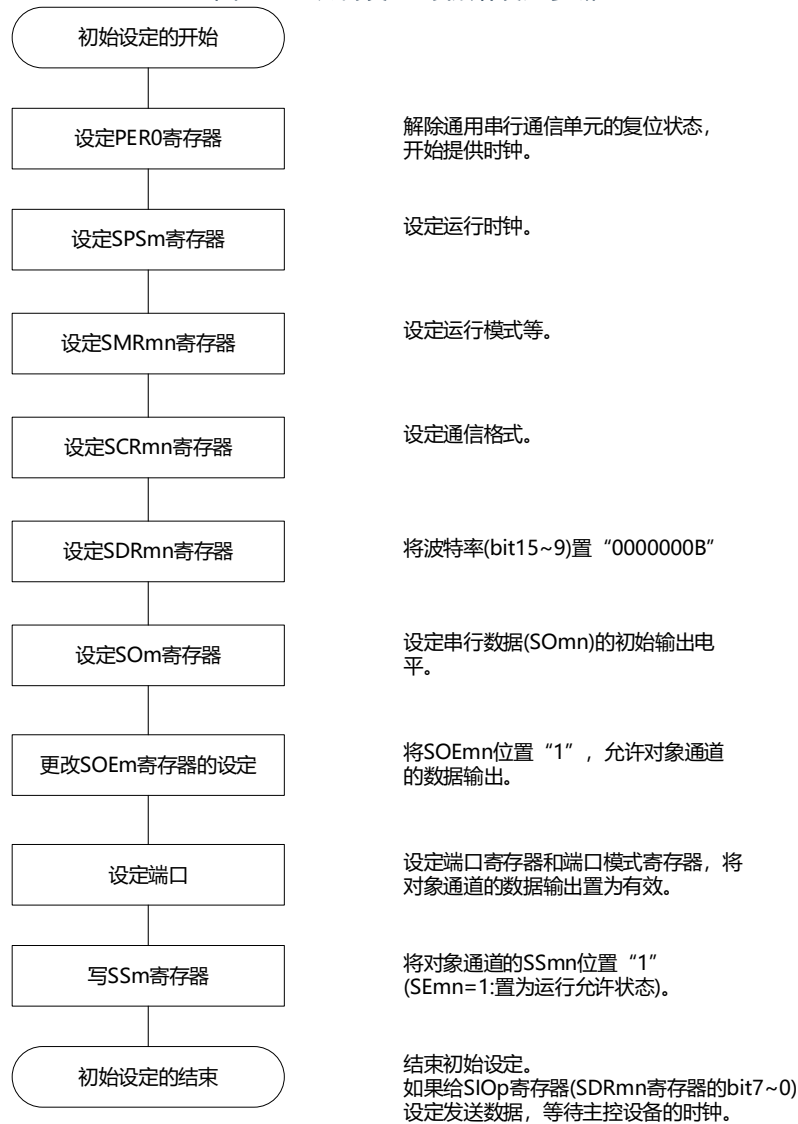 初始设定的开始
设定PER0寄存器
解除通用串行通信单元的复位状态，
开始提供时钟。
设定SPSm寄存器
设定运行时钟。
设定SMRmn寄存器
设定运行模式等。
设定SCRmn寄存器
设定通信格式。
设定SDRmn寄存器
将波特率(bit15~9)置“0000000B”
设定SOm寄存器
设定串行数据(SOmn)的初始输出电
平。
更改SOEm寄存器的设定
将SOEmn位置“1”，允许对象通道
的数据输出。
设定端口
设定端口寄存器和端口模式寄存器，将
对象通道的数据输出置为有效。
写SSm寄存器
将对象通道的SSmn位置“1”
(SEmn=1:置为运行允许状态)。
初始设定的结束
结束初始设定。
如果给SIOp寄存器(SDRmn寄存器的bit7~0)
设定发送数据，等待主控设备的时钟。